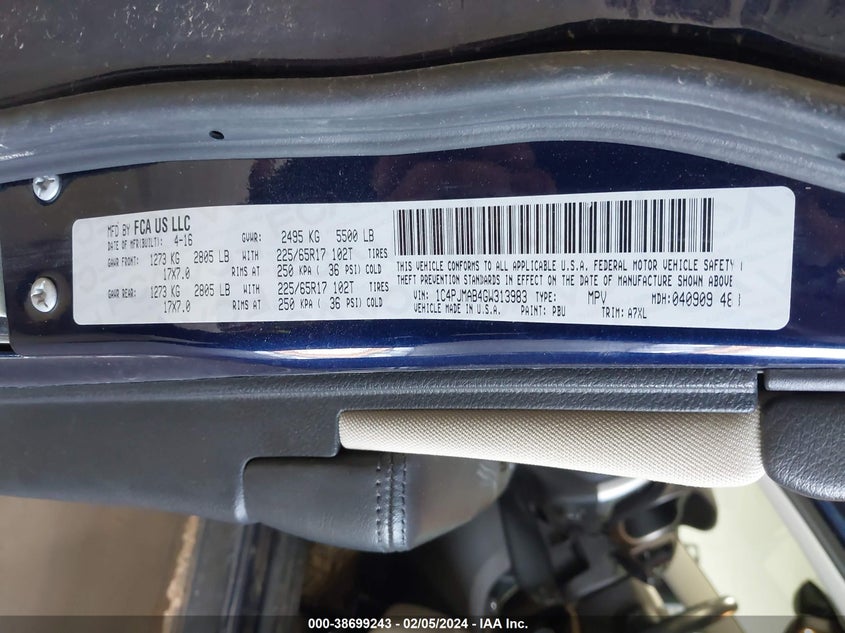 MFD BY FCA US LLC
DATE OF MFR(BUILT): 4-16 GVWR: 2495 KG 5500 LB
GAWR FRONT: 1273 KG 2805 LB WITH 225/65R17 102T TIRES
17X7.0 RIMS AT 250 KPA ( 36 PSI) COLD
GAWR REAR: 1273 KG 2805 LB WITH 225/65R17 102T TIRES
17X7.0 RIMS AT 250 KPA ( 36 PSI) COLD
THIS VEHICLE CONFORMS TO ALL APPLICABLE U.S.A. FEDERAL MOTOR VEHICLE SAFETY
THEFT PREVENTION STANDARDS IN EFFECT ON THE DATE OF MANUFACTURE SHOWN ABOVE
VIN: 1C4PJMAB4GW313983 TYPE: MPV MDH: 040909 48
VEHICLE MADE IN U.S.A. PAINT: PBU TRIM: A7XL
000-38699243 - 02/05/2024 - IAA Inc.